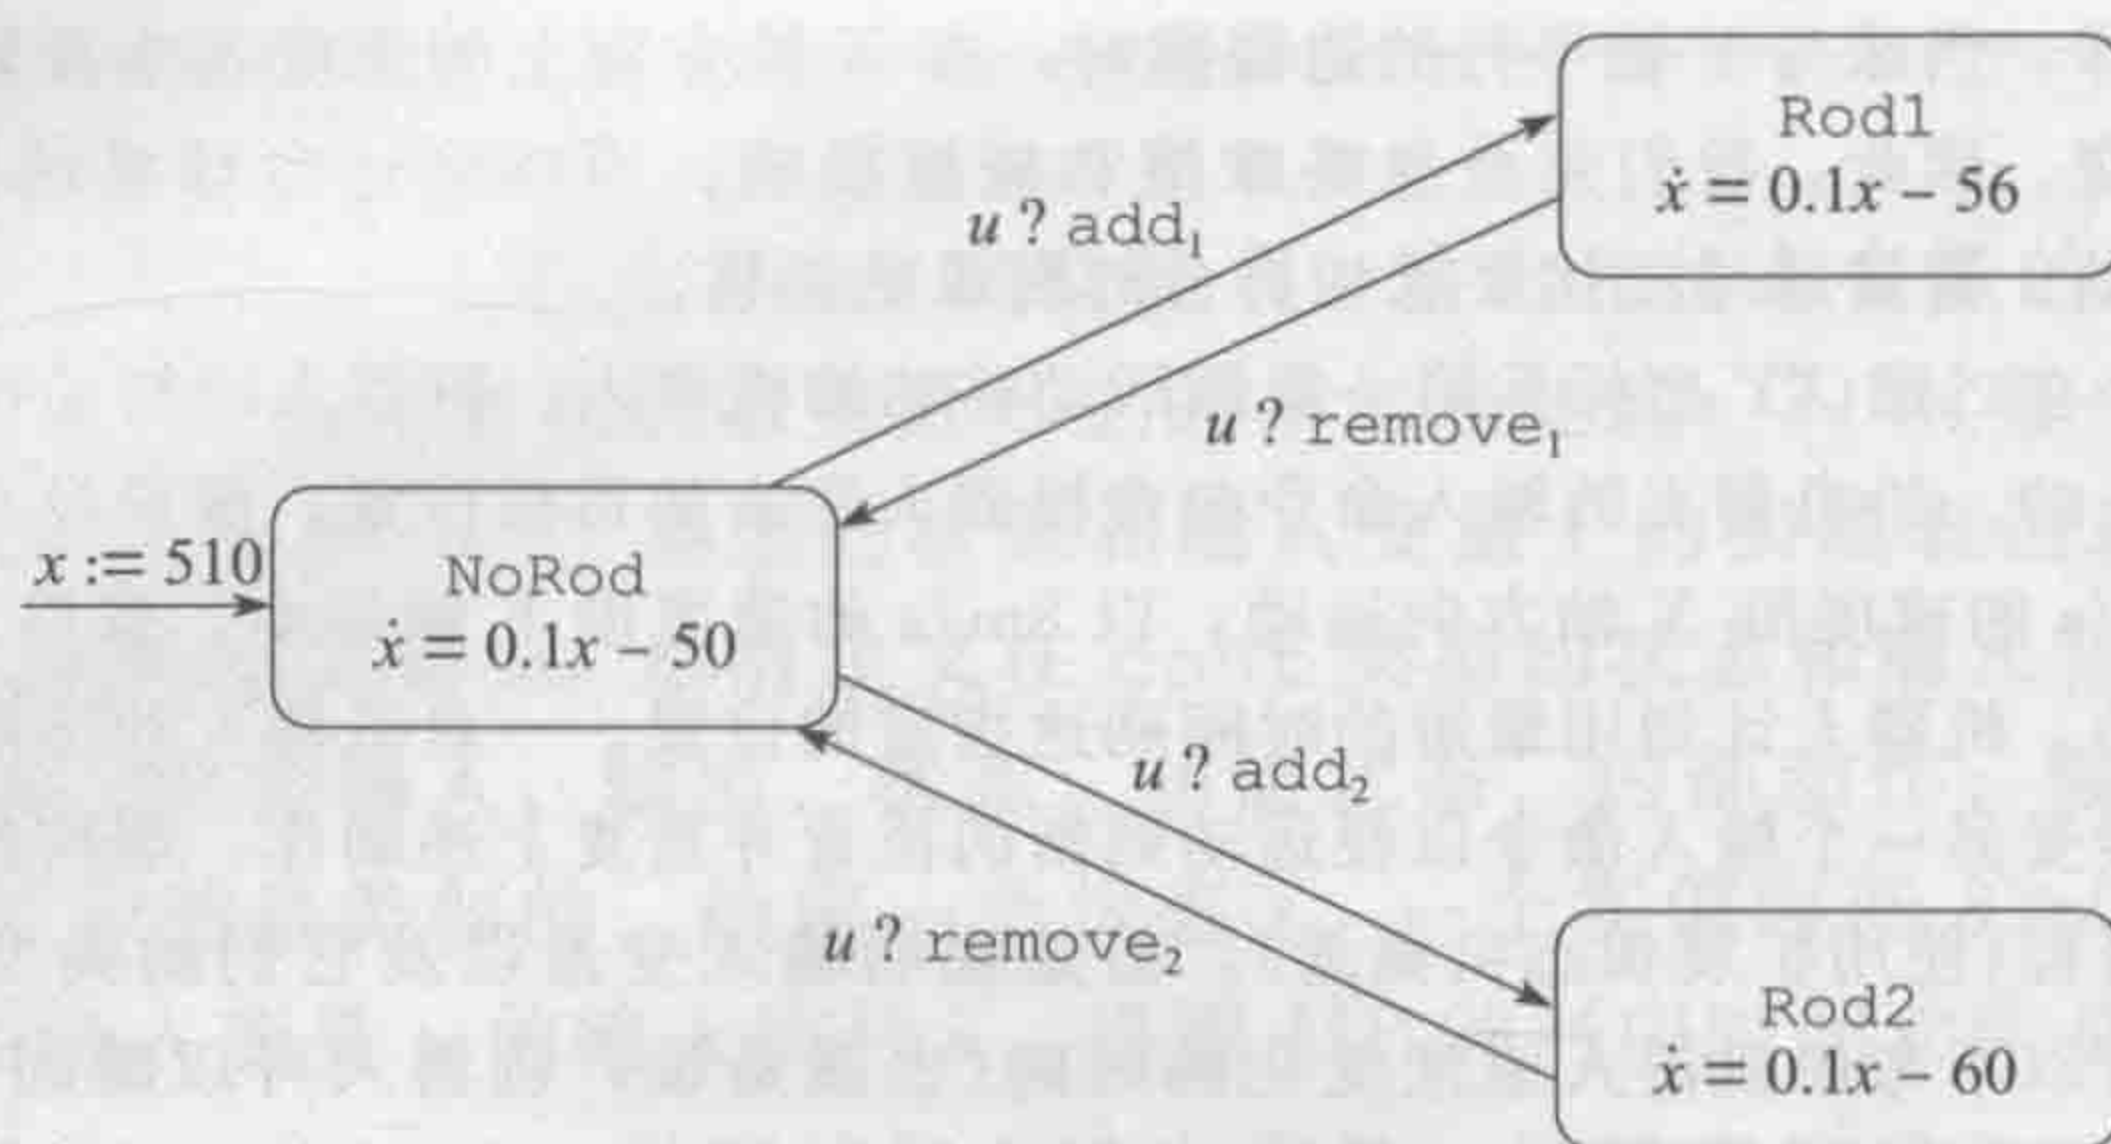 Rod1
ẋ = 0.1x – 56
u ? add₁
u ? remove₁
x := 510
NoRod
ẋ = 0.1x – 50
u ? add₂
u ? remove₂
Rod2
ẋ = 0.1x – 60